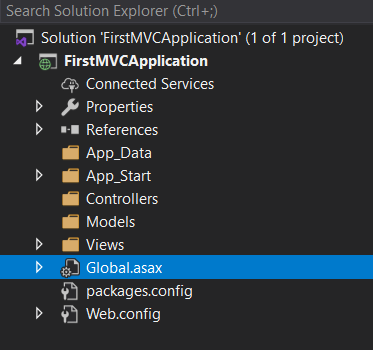 Search Solution Explorer (Ctrl+;)
Solution 'FirstMVCApplication' (1 of 1 project)
FirstMVCApplication
Connected Services
Properties
References
App_Data
App_Start
Controllers
Models
Views
Global.asax
packages.config
Web.config